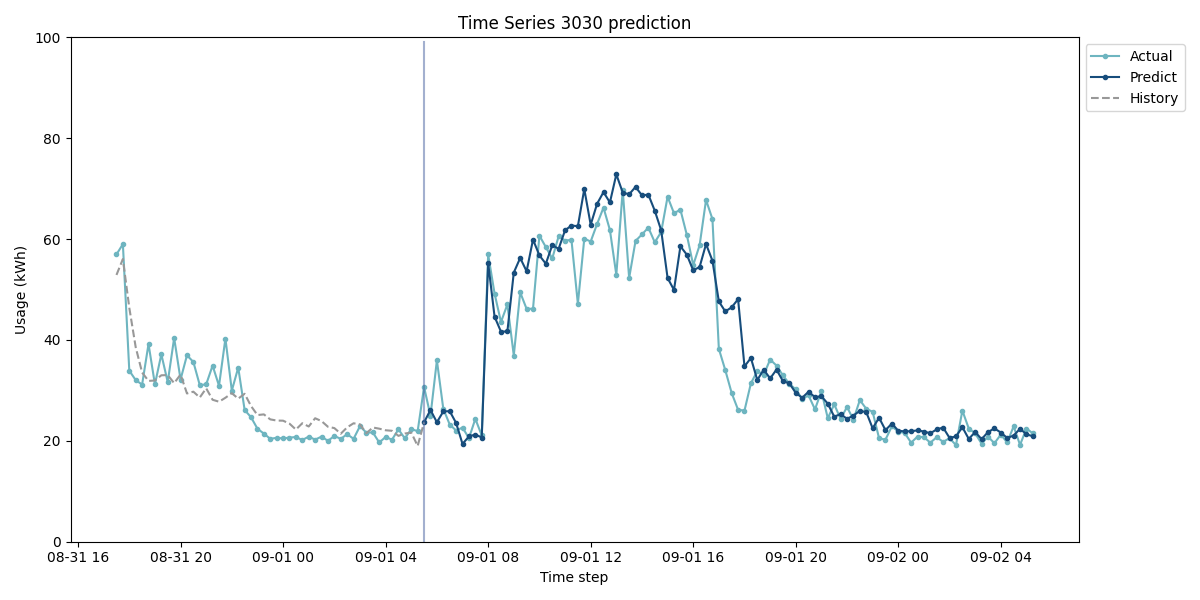 Time Series 3030 prediction
100
80
60
40
20
0
Usage (kWh)
08-31 16
08-31 20
09-01 00
09-01 04
09-01 08
09-01 12
09-01 16
09-01 20
09-02 00
09-02 04
Time step
Actual
Predict
History